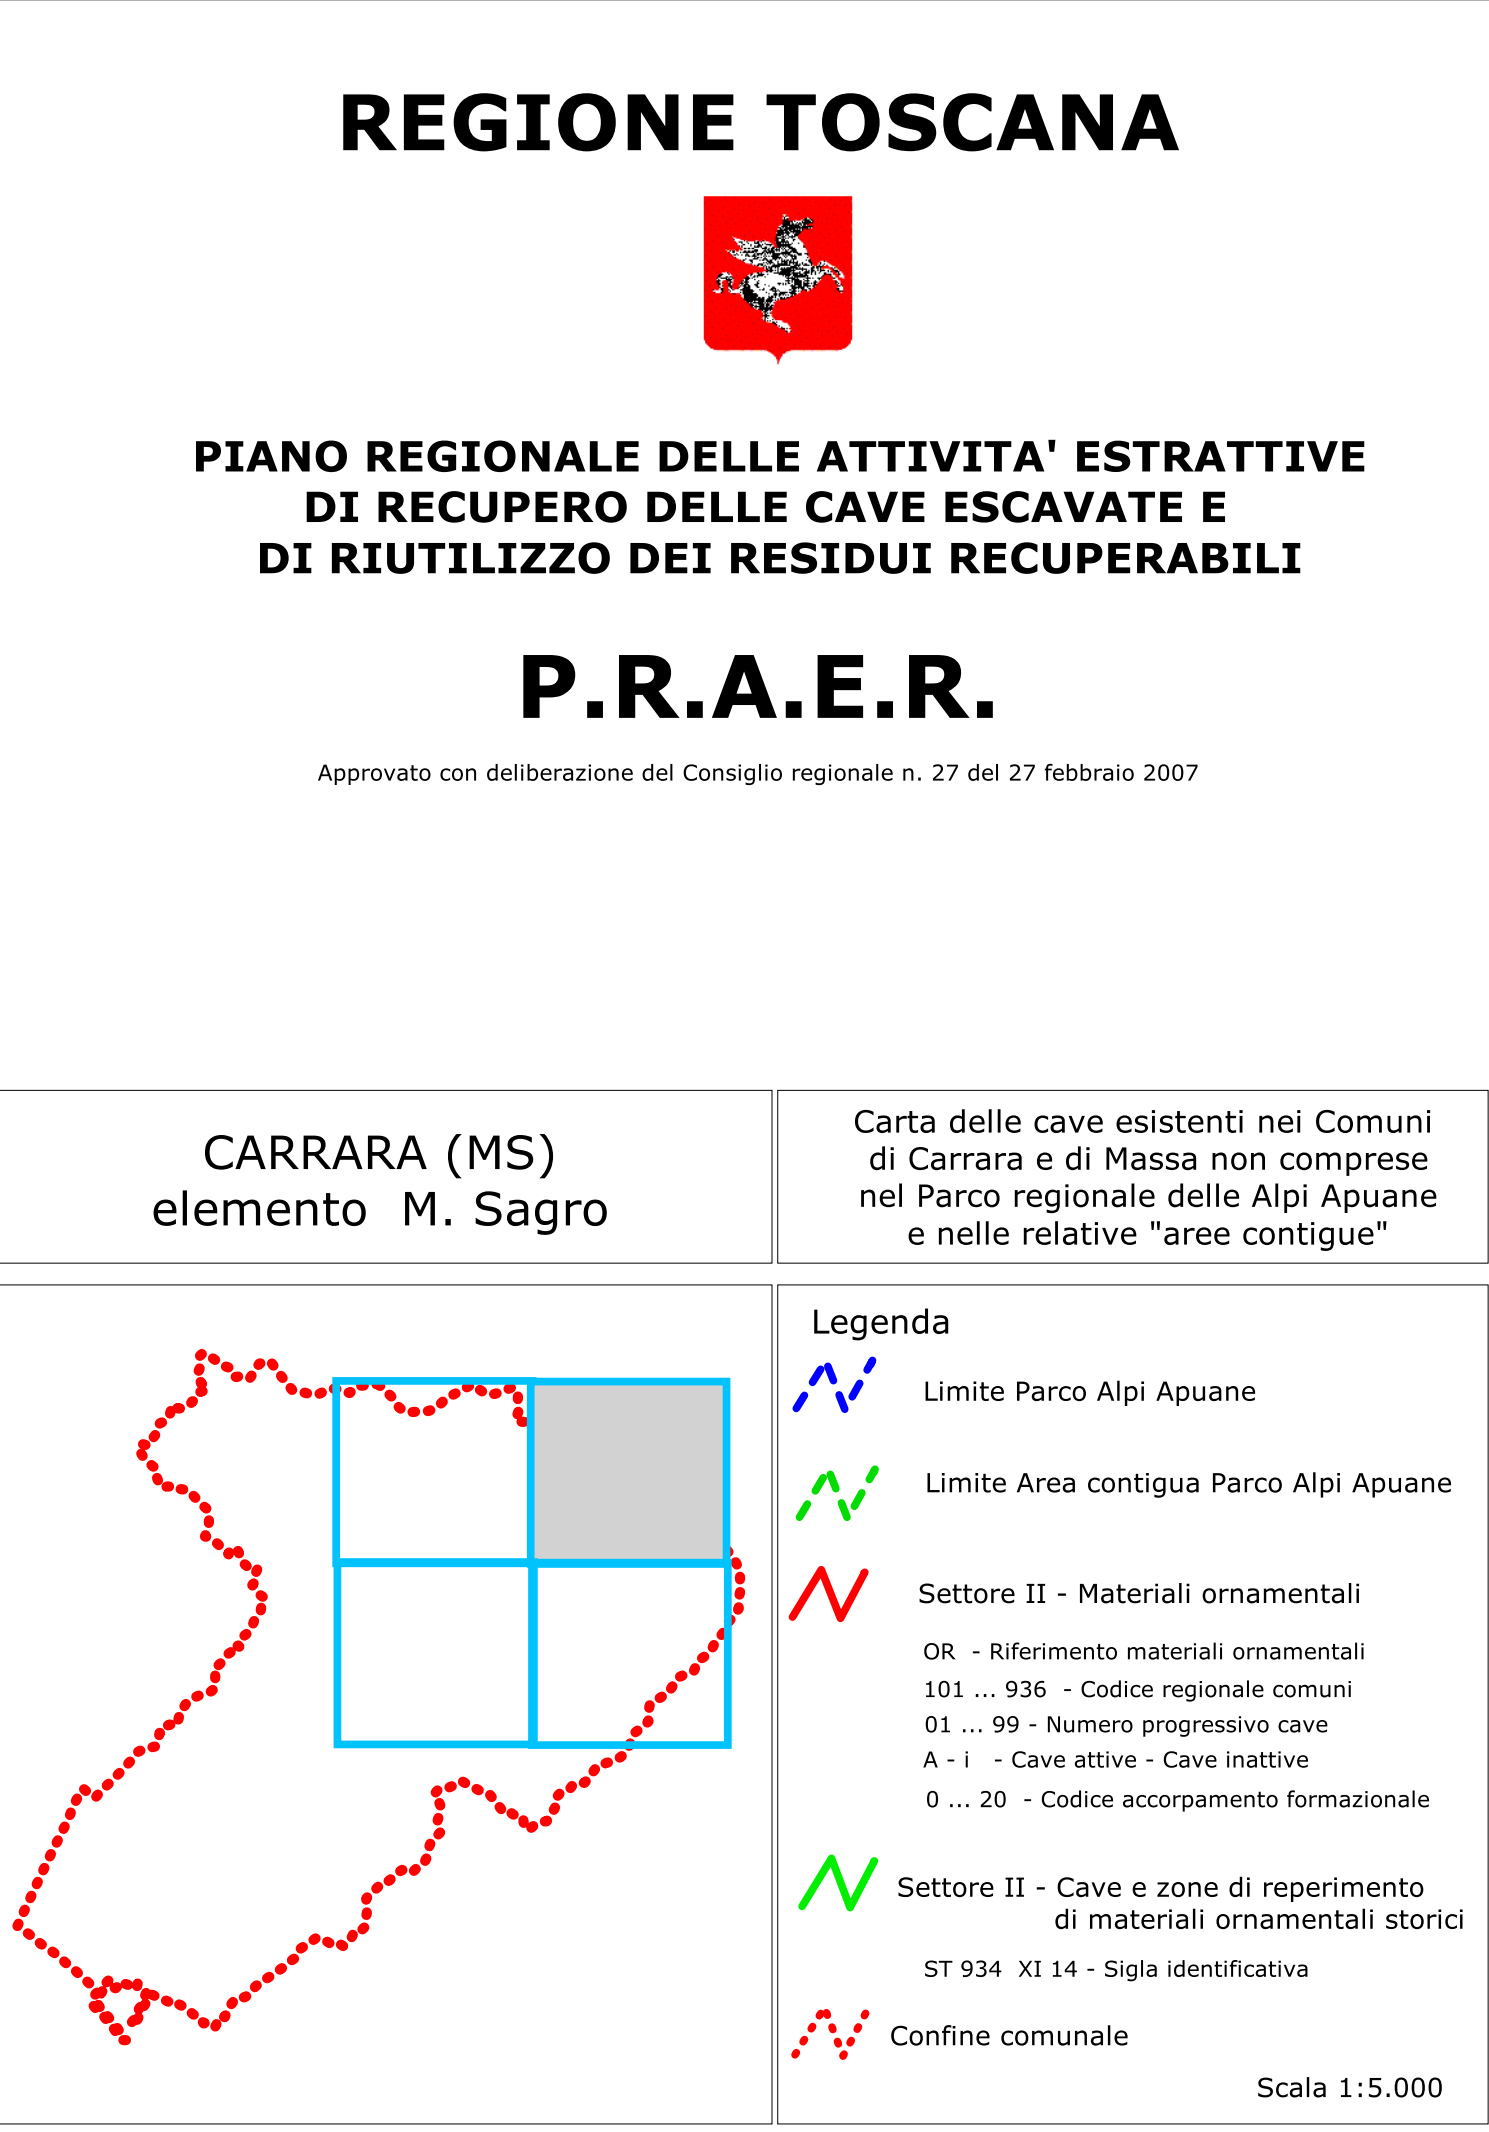 REGIONE TOSCANA
PIANO REGIONALE DELLE ATTIVITA' ESTRATTIVE
DI RECUPERO DELLE CAVE ESCAVATE E
DI RIUTILIZZO DEI RESIDUI RECUPERABILI
P.R.A.E.R.
Approvato con deliberazione del Consiglio regionale n. 27 del 27 febbraio 2007
CARRARA (MS)
elemento M. Sagro
Carta delle cave esistenti nei Comuni
di Carrara e di Massa non comprese
nel Parco regionale delle Alpi Apuane
e nelle relative "aree contigue"
Legenda
Limite Parco Alpi Apuane
Limite Area contigua Parco Alpi Apuane
Settore II - Materiali ornamentali
OR - Riferimento materiali ornamentali
101 ... 936 - Codice regionale comuni
01 ... 99 - Numero progressivo cave
A - i - Cave attive - Cave inattive
0 ... 20 - Codice accorpamento formazionale
Settore II - Cave e zone di reperimento
di materiali ornamentali storici
ST 934 XI 14 - Sigla identificativa
Confine comunale
Scala 1:5.000